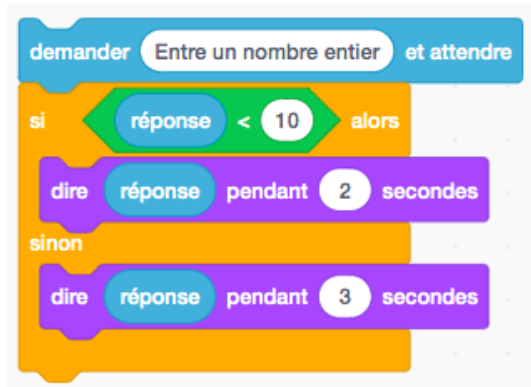 demander Entre un nombre entier et attendre
si réponse < 10 alors
dire réponse pendant 2 secondes
sinon
dire réponse pendant 3 secondes